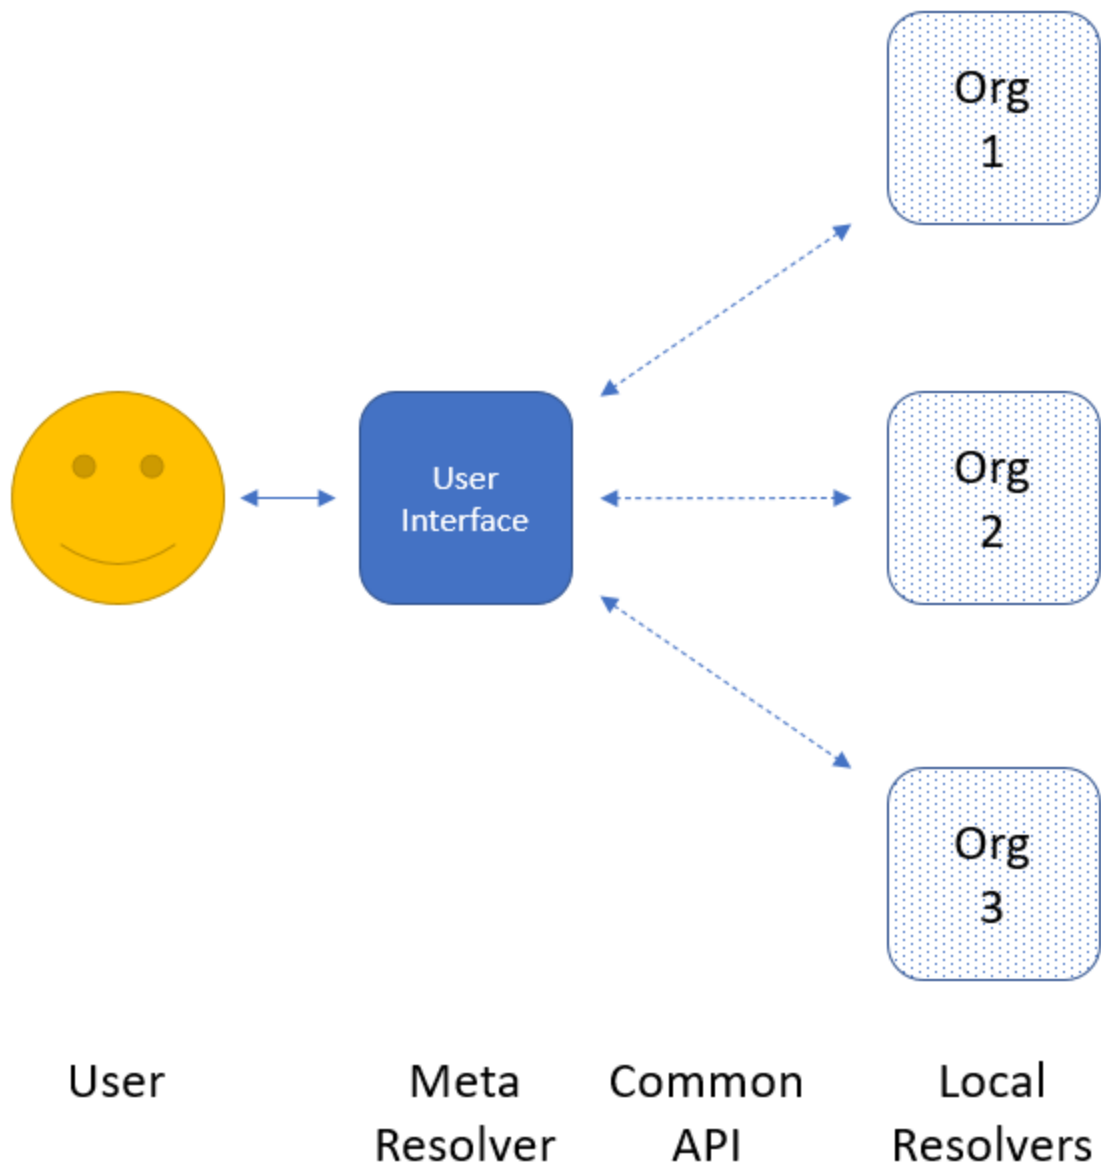 Org
1
User
Interface
Org
2
Org
3
User
Meta
Resolver
Common
API
Local
Resolvers